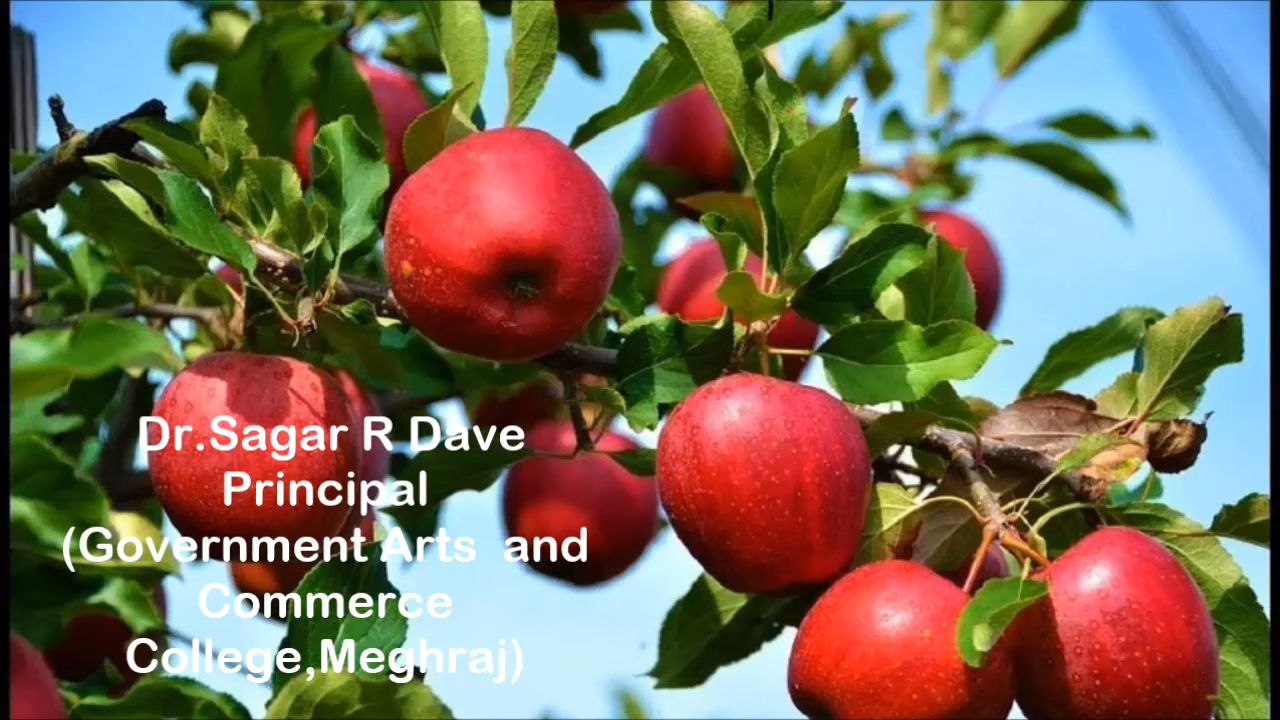 Dr.Sagar R Dave
Principal
(Government Arts  and
Commerce
College,Meghraj)